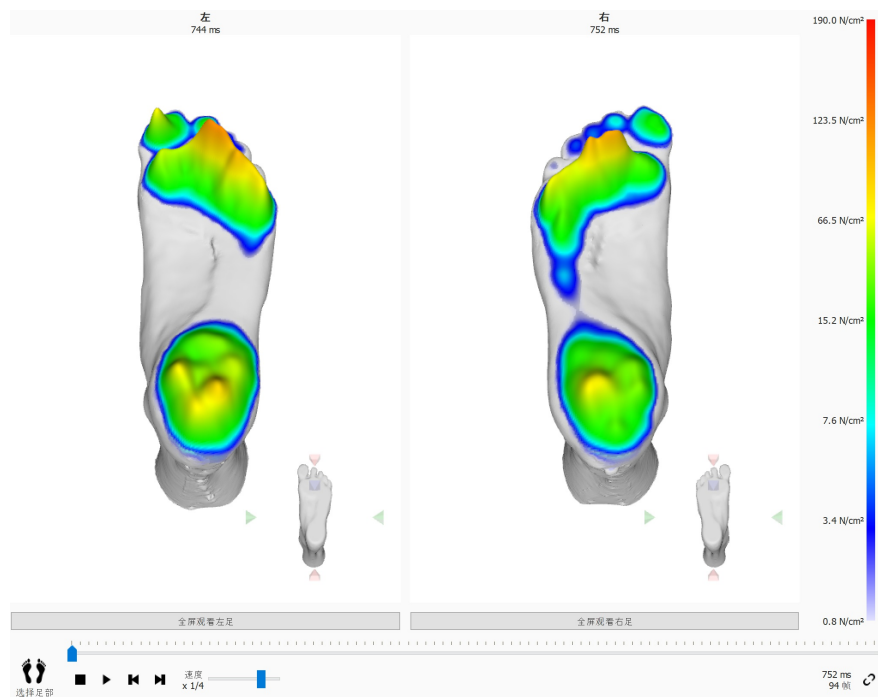 左
744 ms
右
752 ms
190.0 N/cm²
123.5 N/cm²
66.5 N/cm²
15.2 N/cm²
7.6 N/cm²
3.4 N/cm²
0.8 N/cm²
全屏观看左足
全屏观看右足
选择足部
速度
x 1/4
752 ms
94 帧